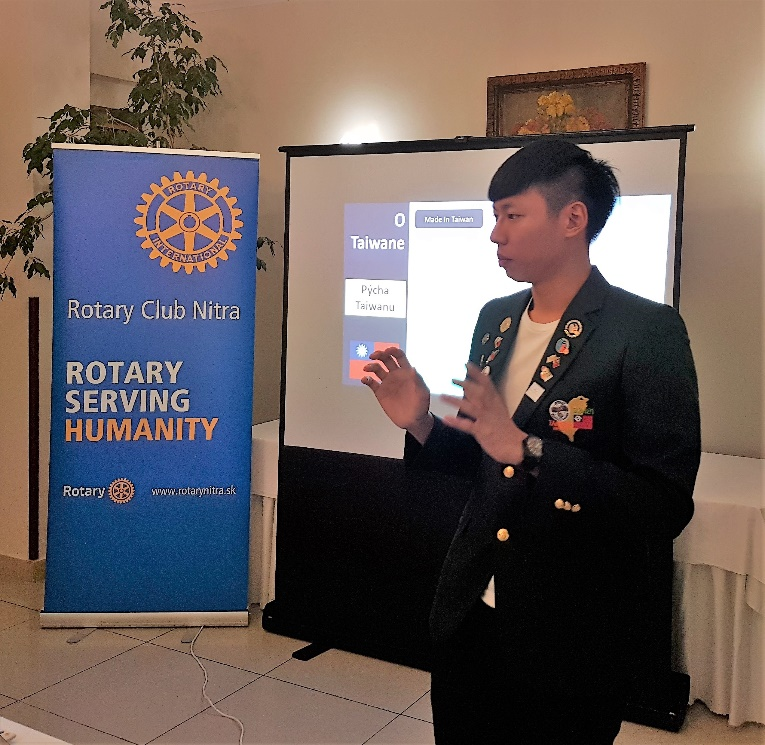 ROTARY
INTERNATIONAL
Rotary Club Nitra
ROTARY
SERVING
HUMANITY
Rotary
www.rotarynitra.sk
O
Taiwane
Made In Taiwan
Pýcha
Taiwanu